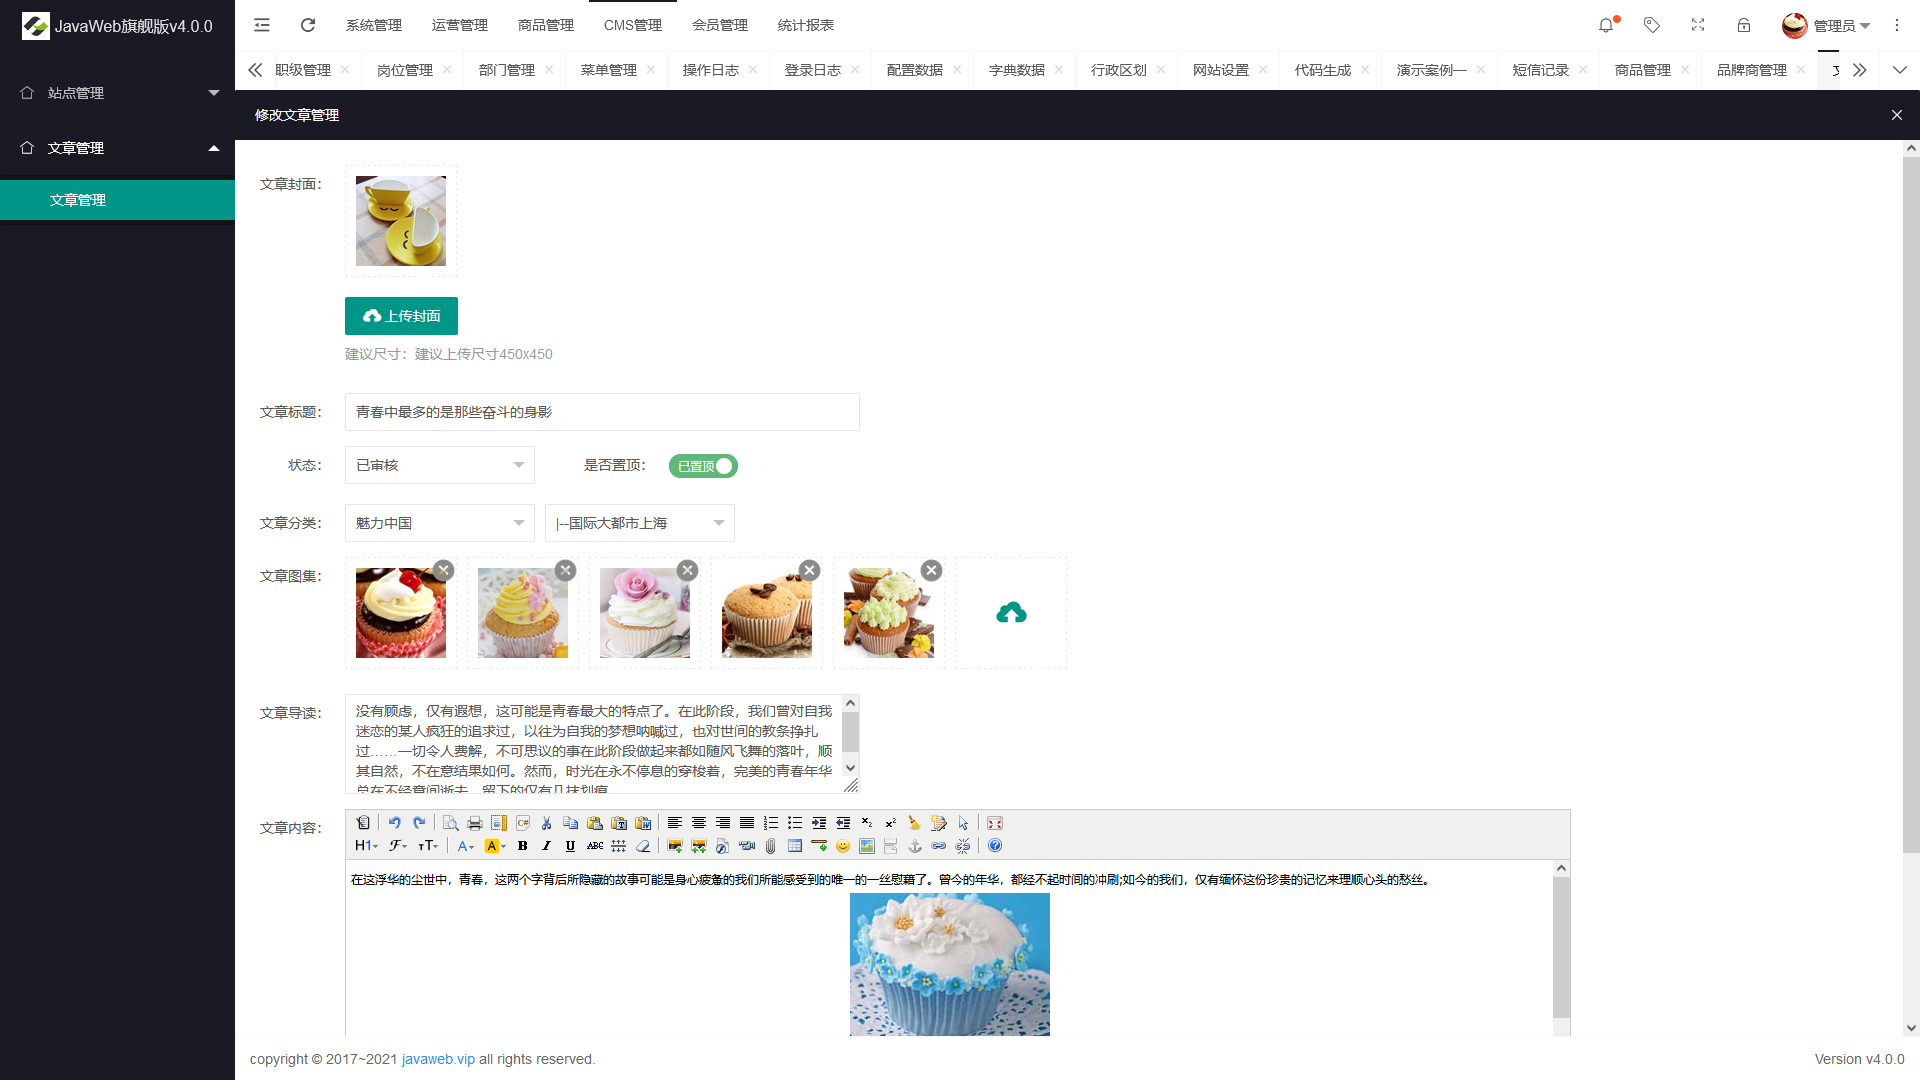 JavaWeb旗舰版v4.0.0
系统管理 运营管理 商品管理 CMS管理 会员管理 统计报表
管理员
职级管理 岗位管理 部门管理 菜单管理 操作日志 登录日志 配置数据 字典数据 行政区划 网站设置 代码生成 演示案例一 短信记录 商品管理 品牌商管理
站点管理
文章管理
文章管理
修改文章管理
文章封面：
上传封面
建议尺寸：建议上传尺寸450x450
文章标题： 青春中最多的是那些奋斗的身影
状态： 已审核 是否置顶： 已置顶
文章分类： 魅力中国 |--国际大都市上海
文章图集：
文章导读：
没有顾虑，仅有遐想，这可能是青春最大的特点了。在此阶段，我们曾对自我
迷恋的某人疯狂的追求过，以往为自我的梦想呐喊过，也对世间的教条挣扎
过……一切令人费解，不可思议的事在此阶段做起来都如随风飞舞的落叶，顺
其自然，不在意结果如何。然而，时光在永不停息的穿梭着，完美的青春年华
总在不经意间逝去，留下的仅有几抹划痕
文章内容：
H1 F TT A A B I U ABC
在这浮华的尘世中，青春，这两个字背后所隐藏的故事可能是身心疲惫的我们所能感受到的唯一的一丝慰藉了。曾今的年华，都经不起时间的冲刷;如今的我们，仅有缅怀这份珍贵的记忆来理顺心头的愁丝。
copyright © 2017~2021 javaweb.vip all rights reserved.
Version v4.0.0